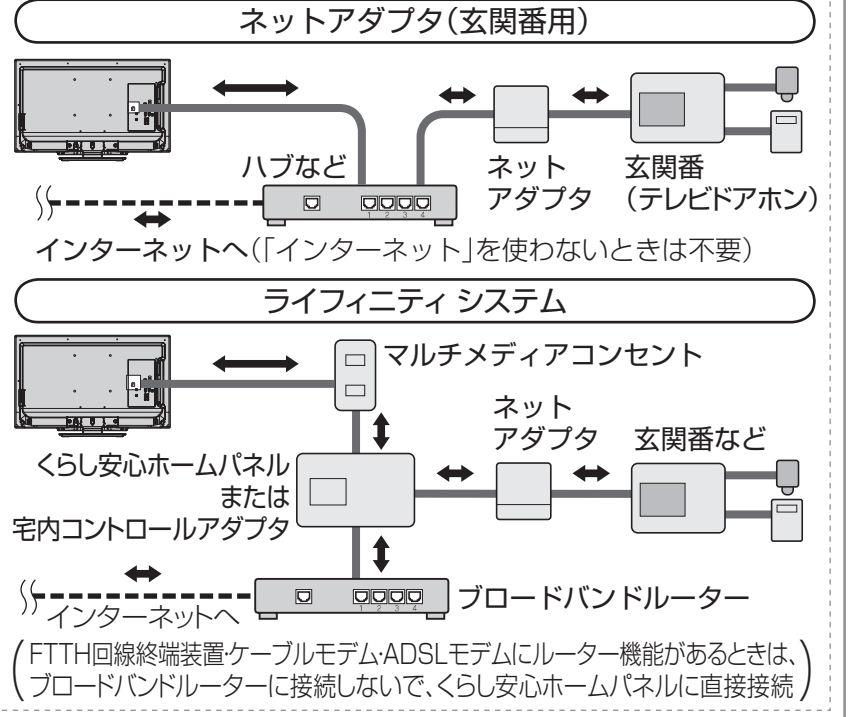 ネットアダプタ(玄関番用)
ハブなど
ネット
アダプタ
玄関番
(テレビドアホン)
1 2 3 4
インターネットへ(「インターネット」を使わないときは不要)
ライフィニティ システム
マルチメディアコンセント
ネット
アダプタ
玄関番など
くらし安心ホームパネル
または
宅内コントロールアダプタ
インターネットへ
1 2 3 4
ブロードバンドルーター
(FTTH回線終端装置・ケーブルモデム・ADSLモデムにルーター機能があるときは、
ブロードバンドルーターに接続しないで、くらし安心ホームパネルに直接接続)